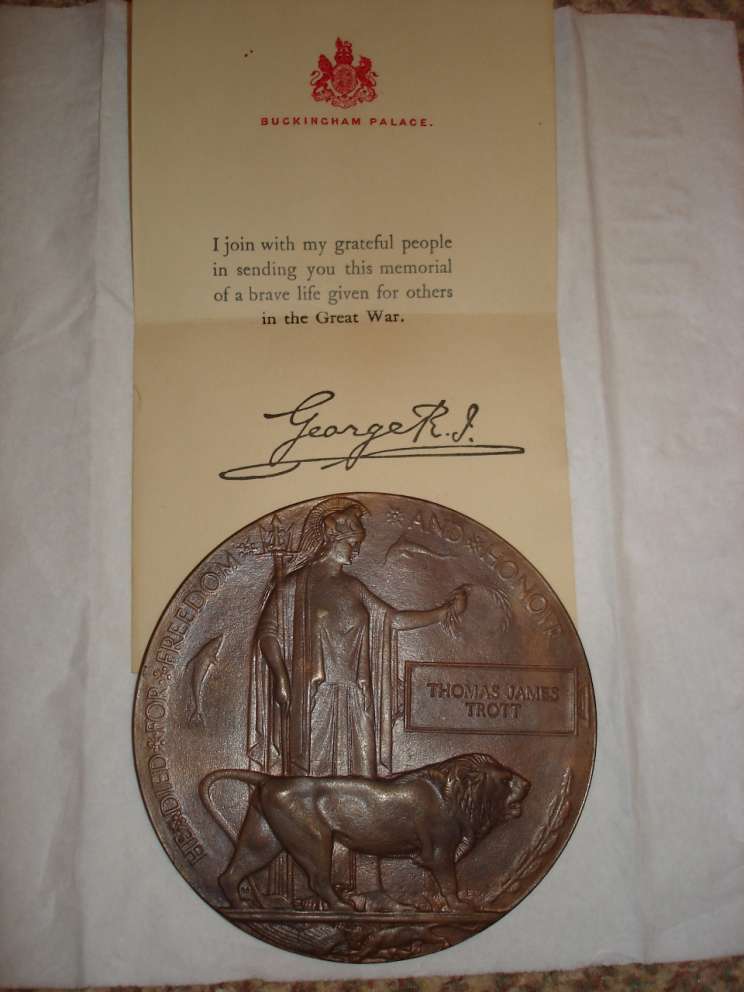 BUCKINGHAM PALACE.
I join with my grateful people
in sending you this memorial
of a brave life given for others
in the Great War.
George R.I.
HE DIED FOR FREEDOM AND HONOUR
THOMAS JAMES
TROTT